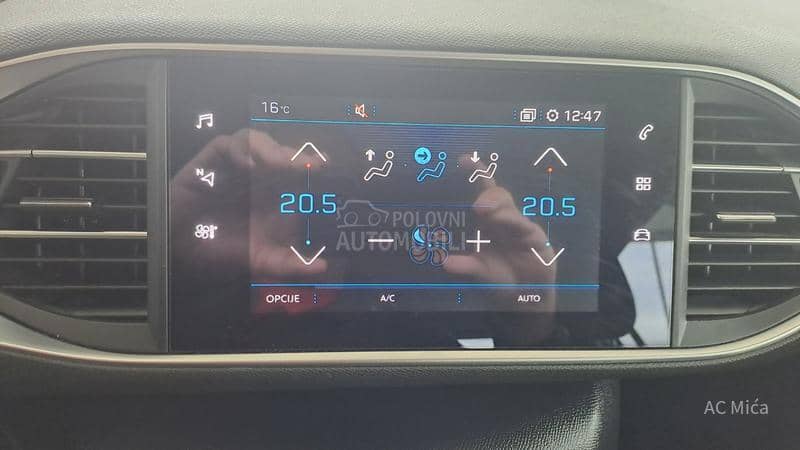 16°C
12:47
N
20.5
20.5
POLOVNI
AUTOMOBILI
OPCIJE
A/C
AUTO
AC Mića